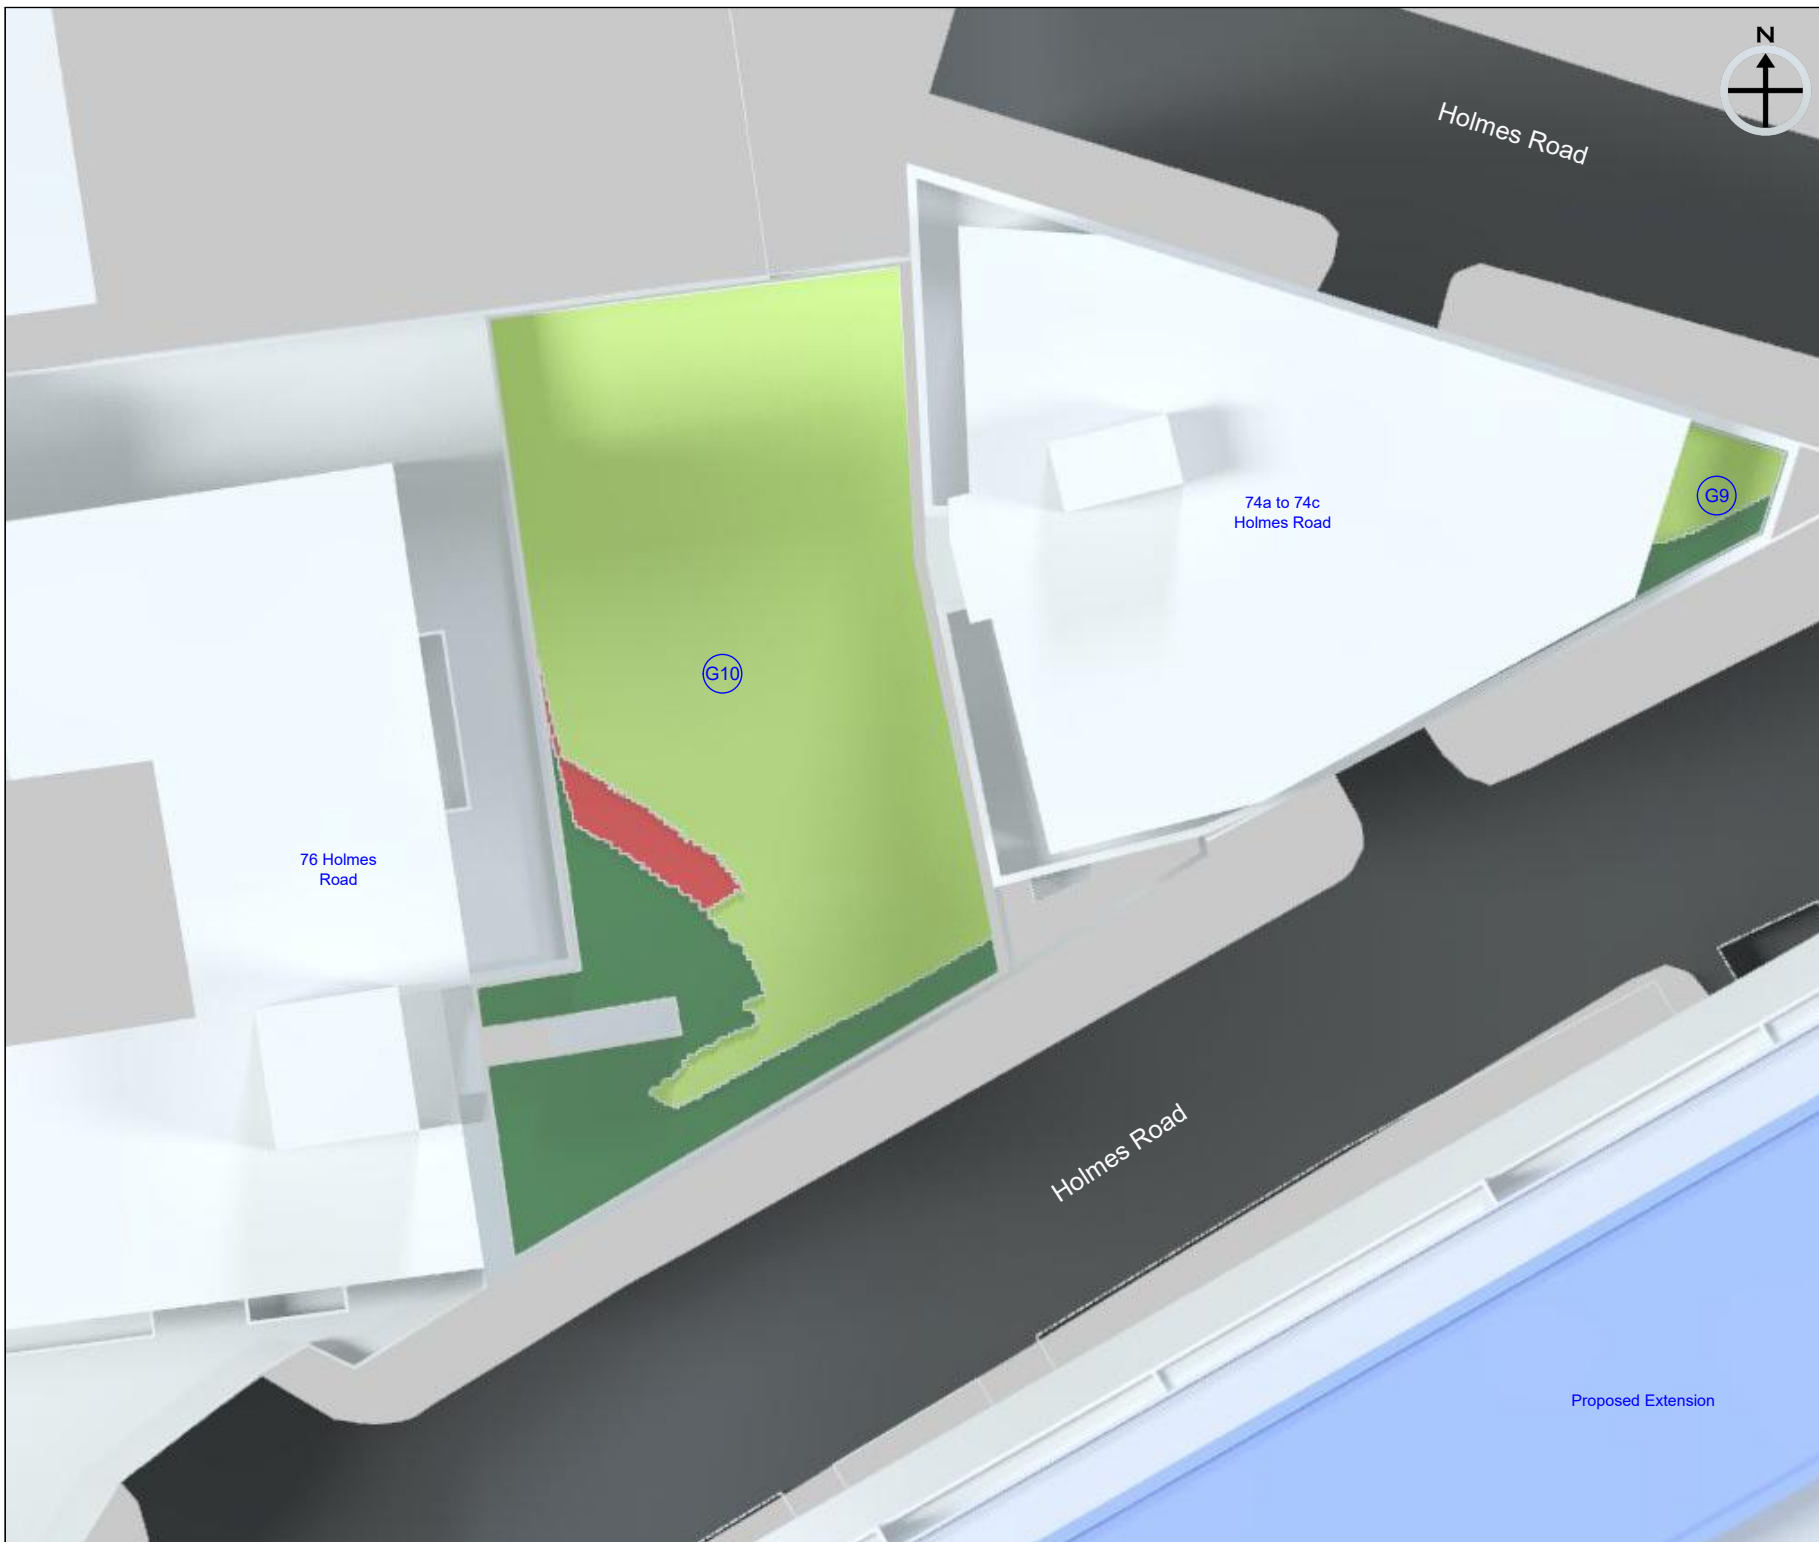 N
Holmes Road
G9
74a to 74c
Holmes Road
G10
76 Holmes
Road
Holmes Road
Proposed Extension